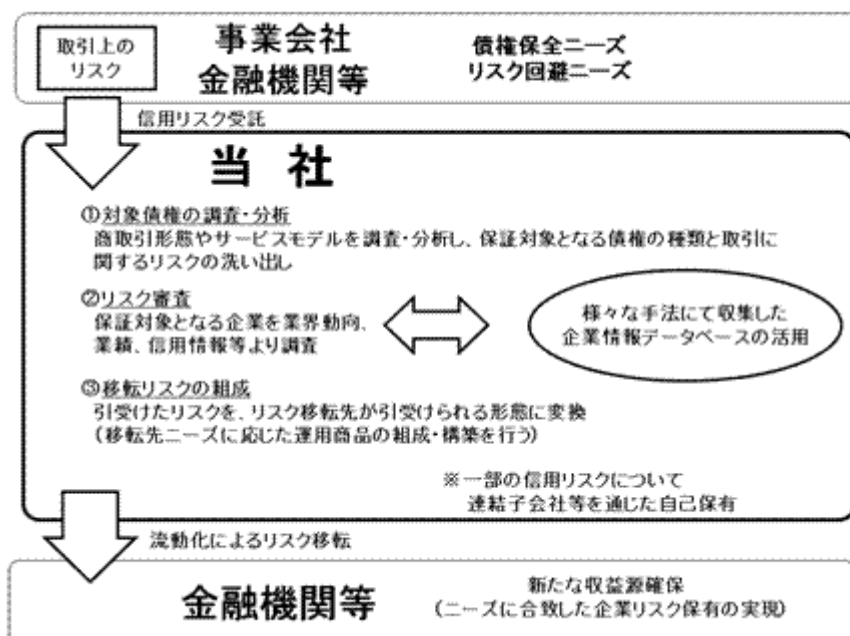 取引上の
リスク
事業会社
金融機関等
債権保全ニーズ
リスク回避ニーズ
信用リスク受託
当社
①対象債権の調査・分析
商取引形態やサービスモデルを調査・分析し、保証対象となる債権の種類と取引に
関するリスクの洗い出し
②リスク審査
保証対象となる企業を業界動向、
業績、信用情報等より調査
様々な手法にて収集した
企業情報データベースの活用
③移転リスクの組成
引受けたリスクを、リスク移転先が引受けられる形態に変換
（移転先ニーズに応じた運用商品の組成・構築を行う）
※一部の信用リスクについて
連結子会社等を通じた自己保有
流動化によるリスク移転
金融機関等
新たな収益源確保
（ニーズに合致した企業リスク保有の実現）